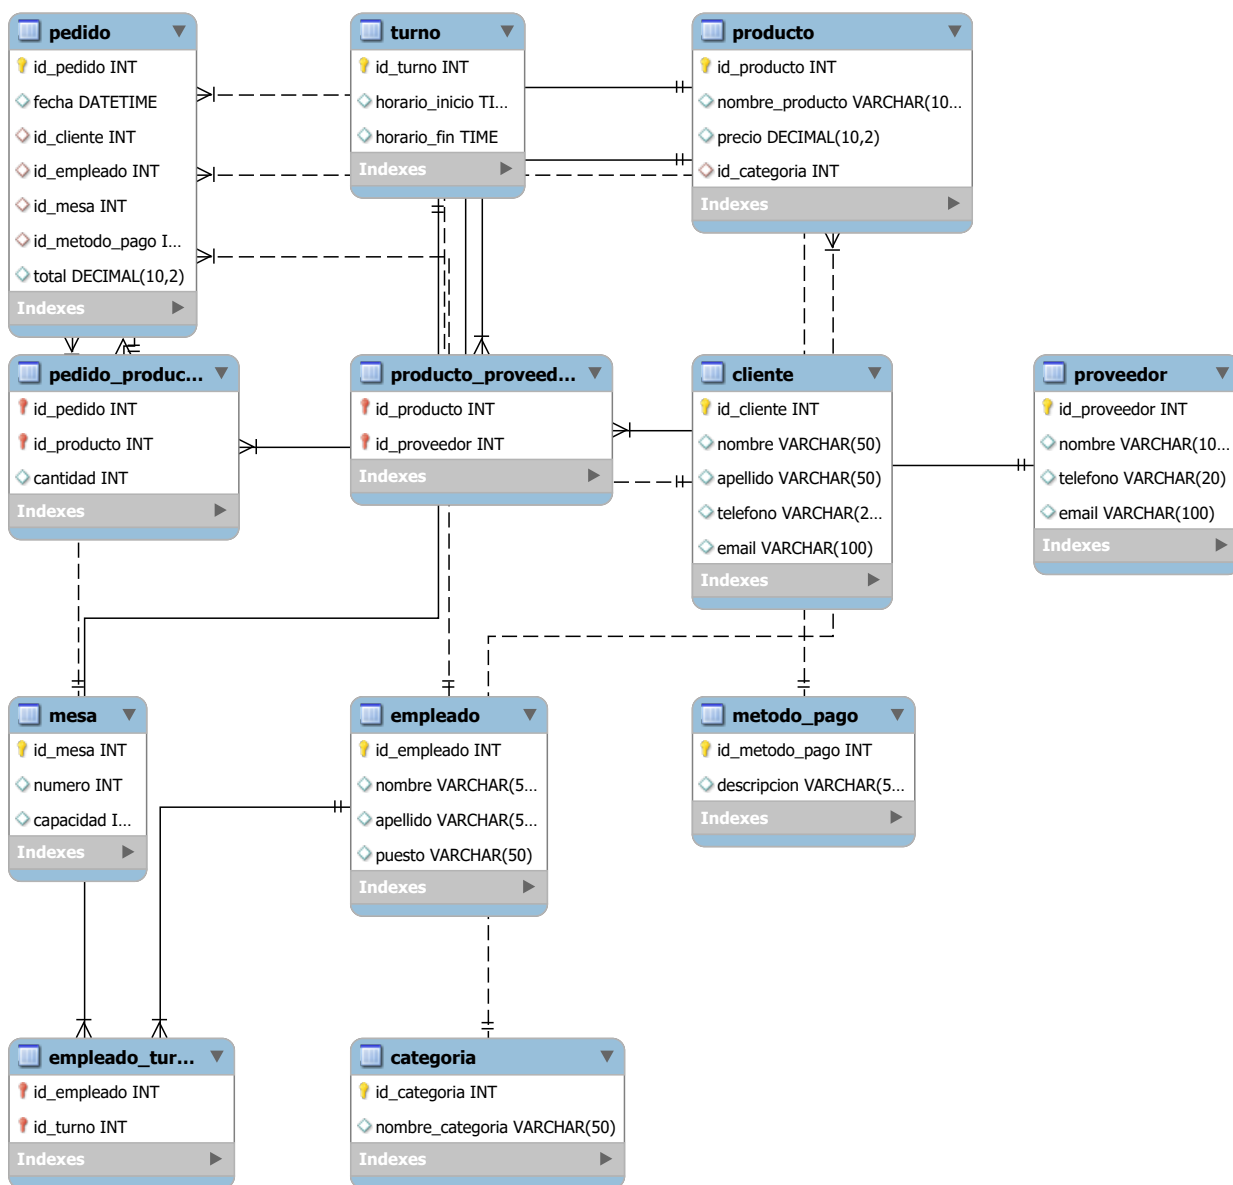 pedido
id_pedido INT
fecha DATETIME
id_cliente INT
id_empleado INT
id_mesa INT
id_metodo_pago I...
total DECIMAL(10,2)
Indexes
turno
id_turno INT
horario_inicio TI...
horario_fin TIME
Indexes
producto
id_producto INT
nombre_producto VARCHAR(10...
precio DECIMAL(10,2)
id_categoria INT
Indexes
pedido_produc...
id_pedido INT
id_producto INT
cantidad INT
Indexes
producto_proveed...
id_producto INT
id_proveedor INT
Indexes
cliente
id_cliente INT
nombre VARCHAR(50)
apellido VARCHAR(50)
telefono VARCHAR(2...
email VARCHAR(100)
Indexes
proveedor
id_proveedor INT
nombre VARCHAR(10...
telefono VARCHAR(20)
email VARCHAR(100)
Indexes
mesa
id_mesa INT
numero INT
capacidad I...
Indexes
empleado
id_empleado INT
nombre VARCHAR(5...
apellido VARCHAR(5...
puesto VARCHAR(50)
Indexes
metodo_pago
id_metodo_pago INT
descripcion VARCHAR(5...
Indexes
empleado_tur...
id_empleado INT
id_turno INT
Indexes
categoria
id_categoria INT
nombre_categoria VARCHAR(50)
Indexes